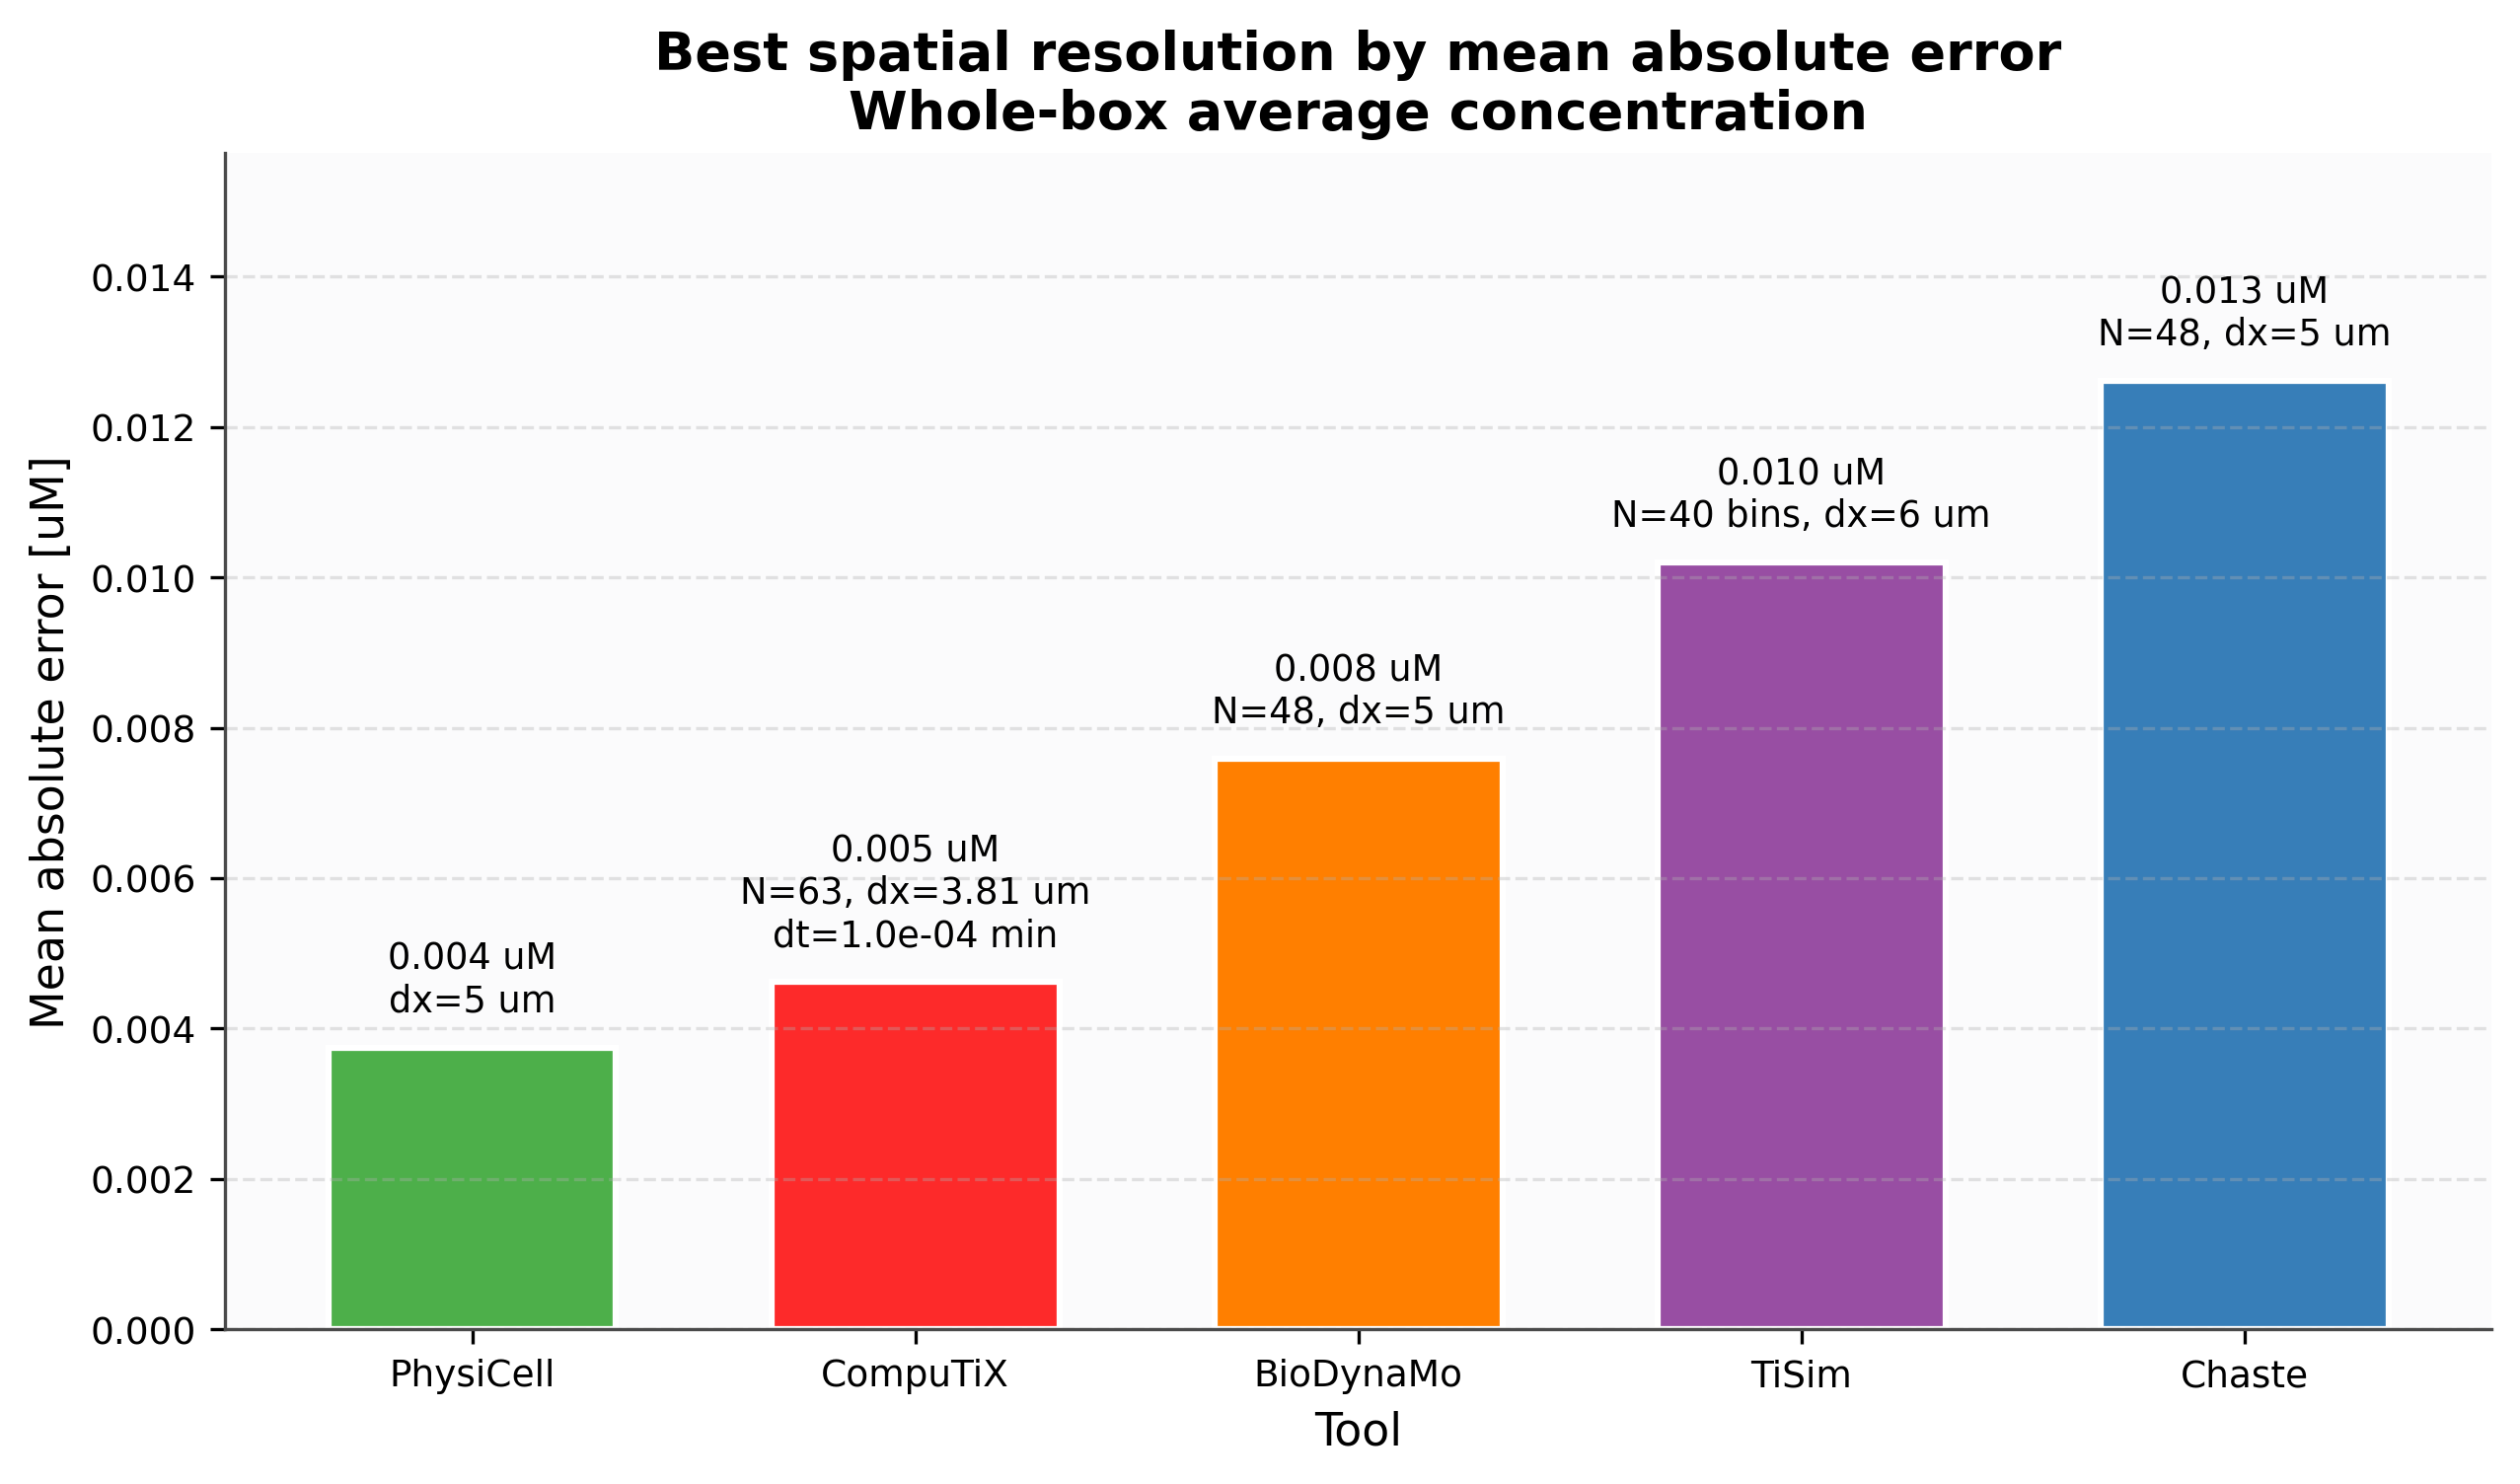 Best spatial resolution by mean absolute error
Whole-box average concentration
Mean absolute error [uM]
0.014
0.012
0.010
0.008
0.006
0.004
0.002
0.000
0.004 uM
dx=5 um
0.005 uM
N=63, dx=3.81 um
dt=1.0e-04 min
0.008 uM
N=48, dx=5 um
0.010 uM
N=40 bins, dx=6 um
0.013 uM
N=48, dx=5 um
PhysiCell
CompuTiX
BioDynaMo
TiSim
Chaste
Tool